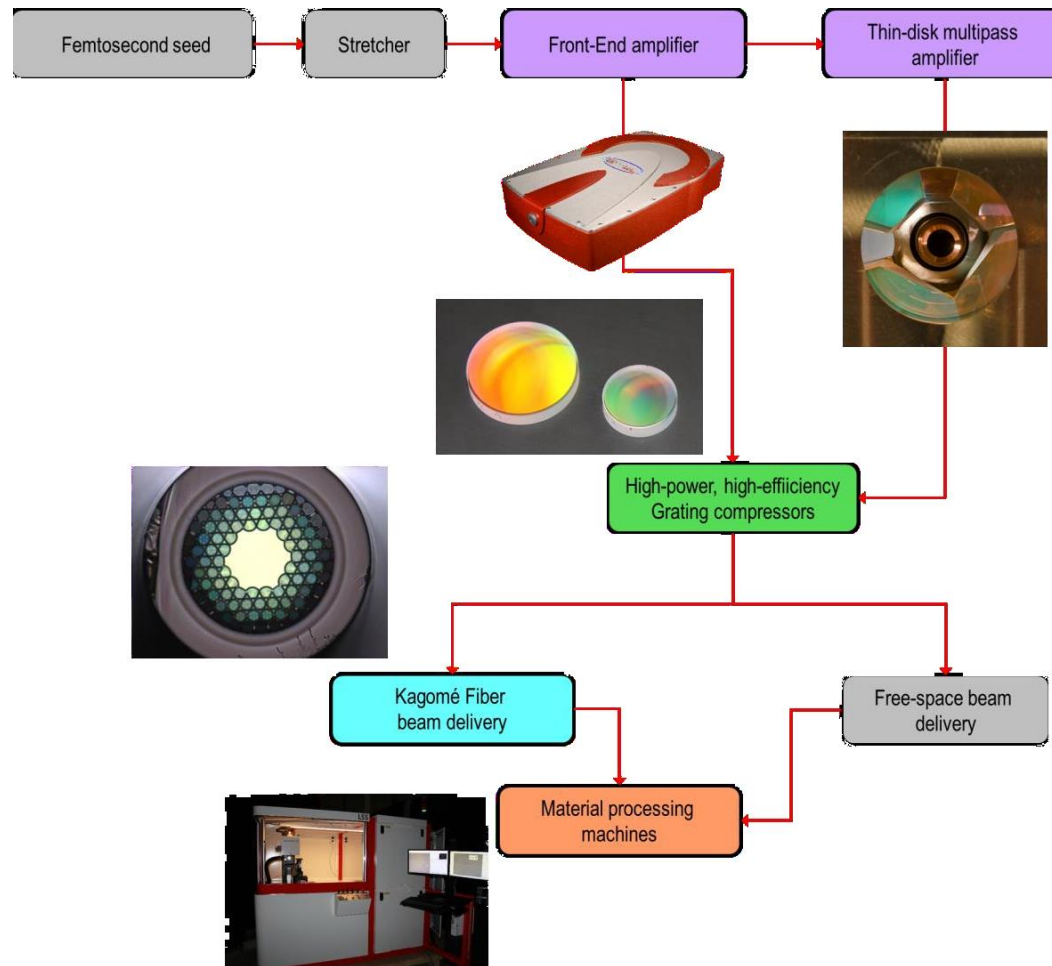 Femtosecond seed
Stretcher
Front-End amplifier
Thin-disk multipass
amplifier
High-power, high-effiiciency
Grating compressors
Kagomé Fiber
beam delivery
Free-space beam
delivery
Material processing
machines